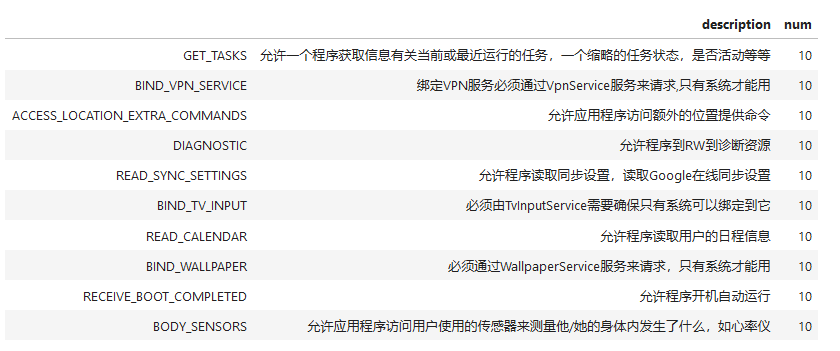 description num
GET_TASKS 允许一个程序获取信息有关当前或最近运行的任务，一个缩略的任务状态，是否活动等等 10
BIND_VPN_SERVICE 绑定VPN服务必须通过VpnService服务来请求,只有系统才能用 10
ACCESS_LOCATION_EXTRA_COMMANDS 允许应用程序访问额外的位置提供命令 10
DIAGNOSTIC 允许程序到RW到诊断资源 10
READ_SYNC_SETTINGS 允许程序读取同步设置，读取Google在线同步设置 10
BIND_TV_INPUT 必须由TvInputService需要确保只有系统可以绑定到它 10
READ_CALENDAR 允许程序读取用户的日程信息 10
BIND_WALLPAPER 必须通过WallpaperService服务来请求，只有系统才能用 10
RECEIVE_BOOT_COMPLETED 允许程序开机自动运行 10
BODY_SENSORS 允许应用程序访问用户使用的传感器来测量他/她的身体内发生了什么，如心率仪 10